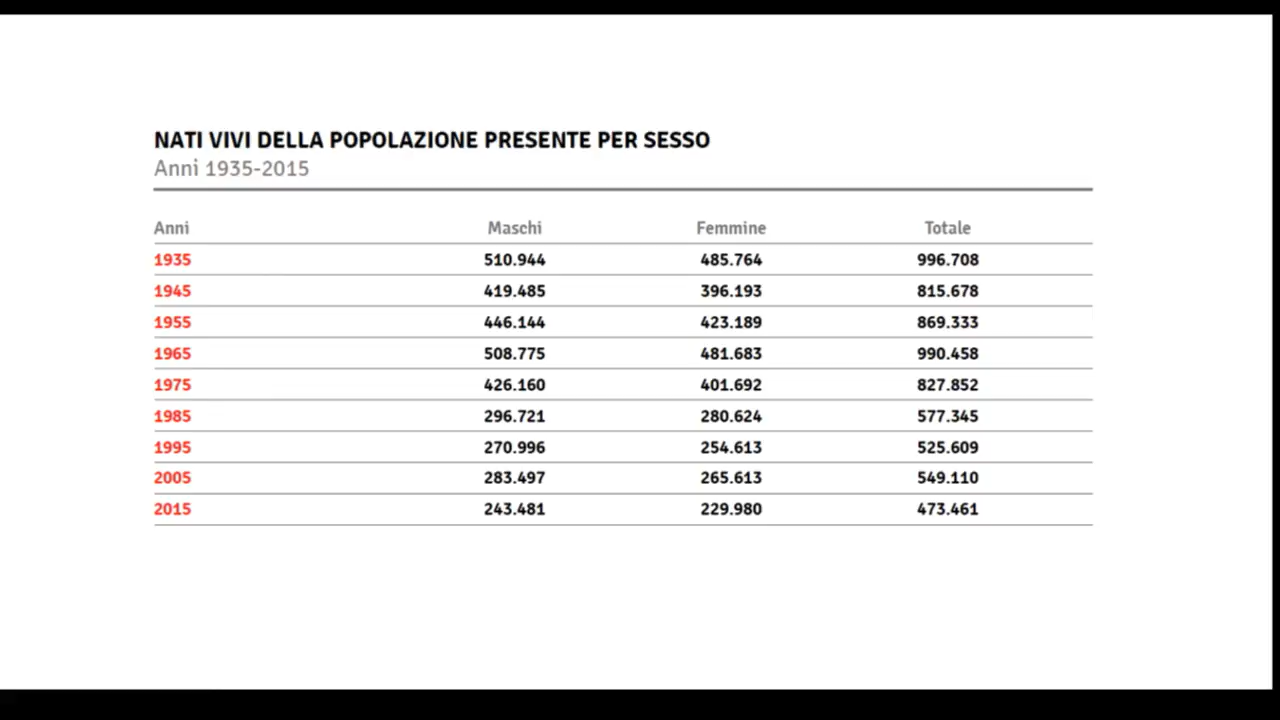 NATI VIVI DELLA POPOLAZIONE PRESENTE PER SESSO
Anni 1935-2015
Anni Maschi Femmine Totale
1935 510.944 485.764 996.708
1945 419.485 396.193 815.678
1955 446.144 423.189 869.333
1965 508.775 481.683 990.458
1975 426.160 401.692 827.852
1985 296.721 280.624 577.345
1995 270.996 254.613 525.609
2005 283.497 265.613 549.110
2015 243.481 229.980 473.461